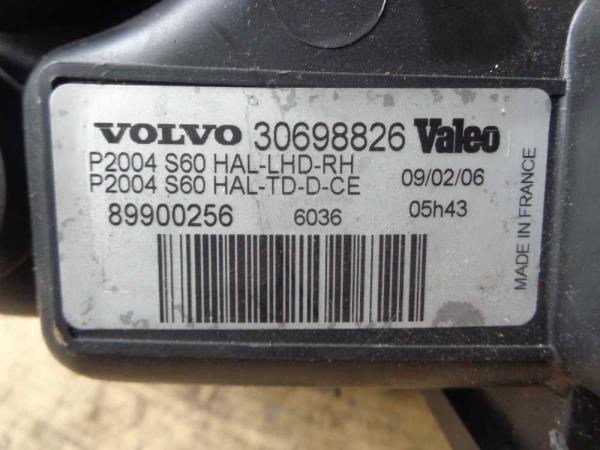 VOLVO 30698826 Valeo
P2004 S60 HAL-LHD-RH
P2004 S60 HAL-TD-D-CE 09/02/06
89900256 6036 05h43
MADE IN FRANCE